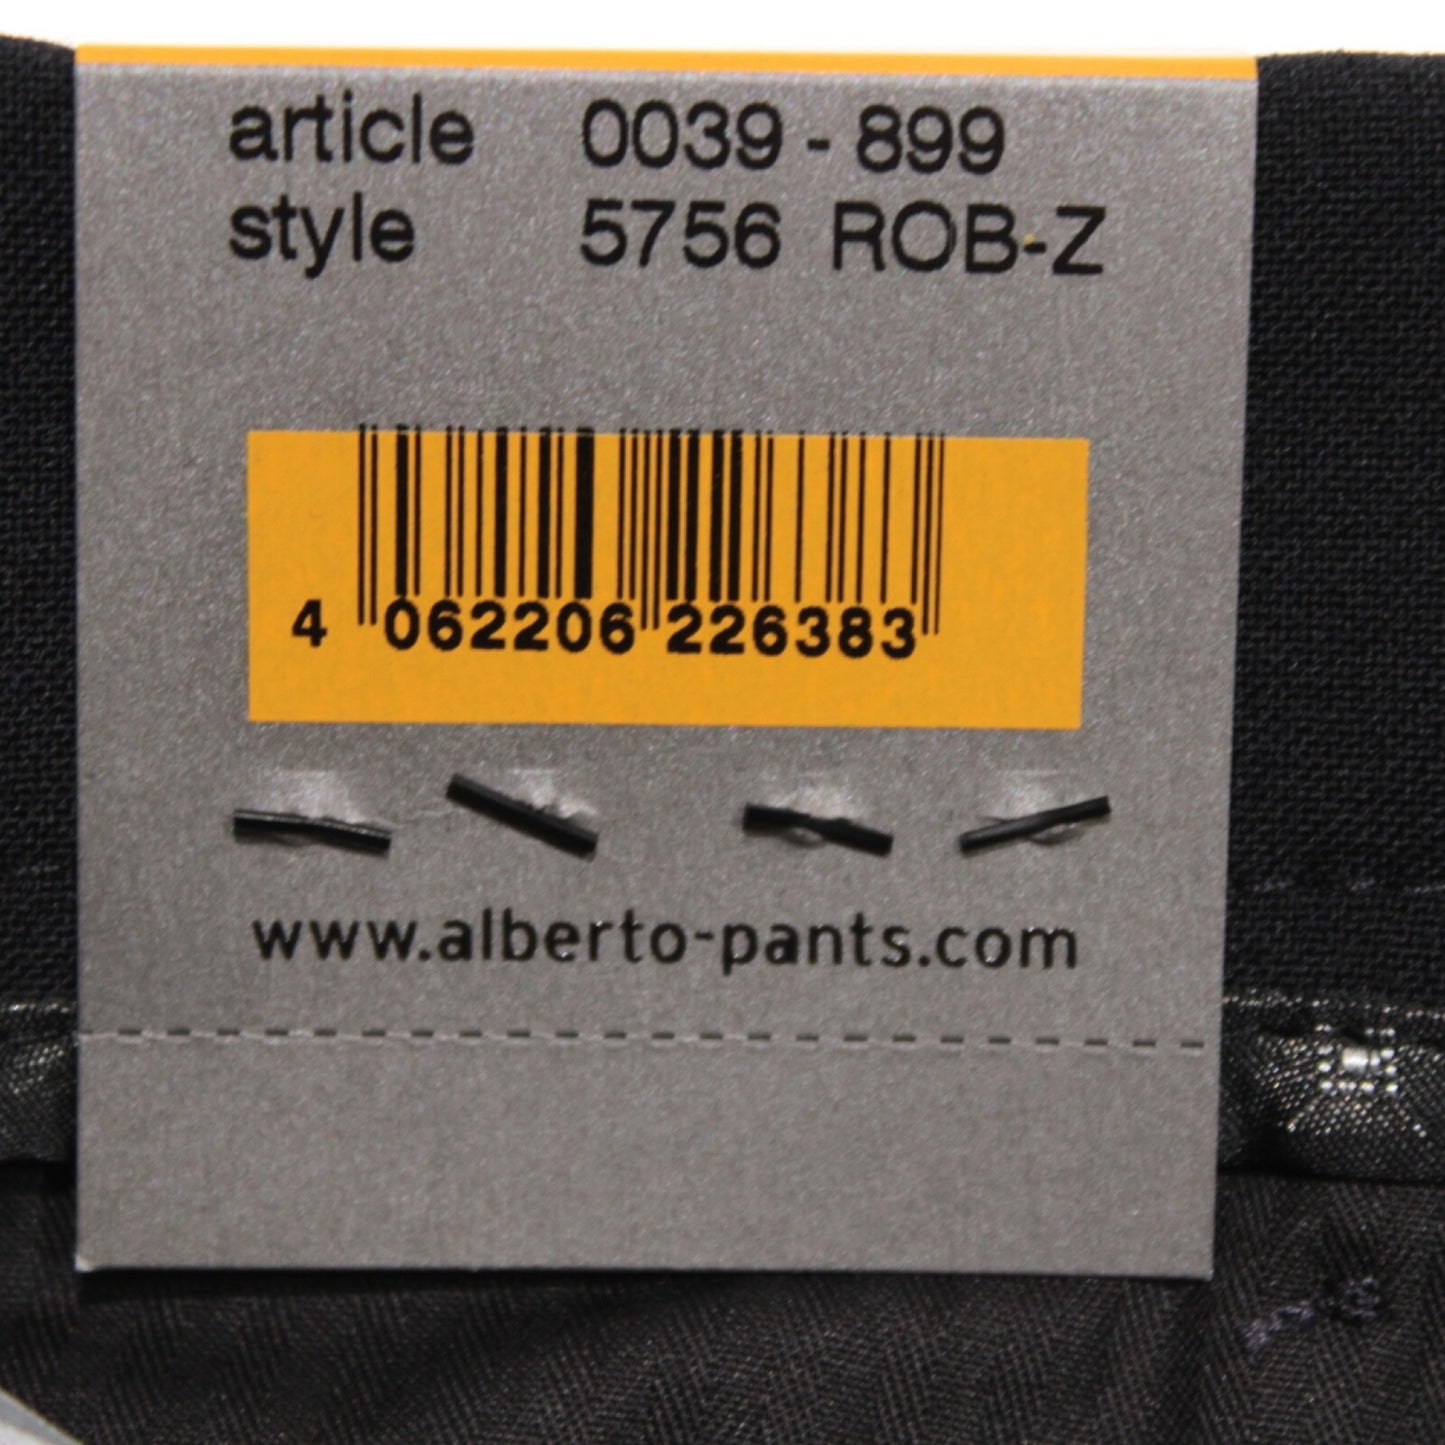 article 0039 - 899
style 5756 ROB-Z
4 062206 226383
www.alberto-pants.com